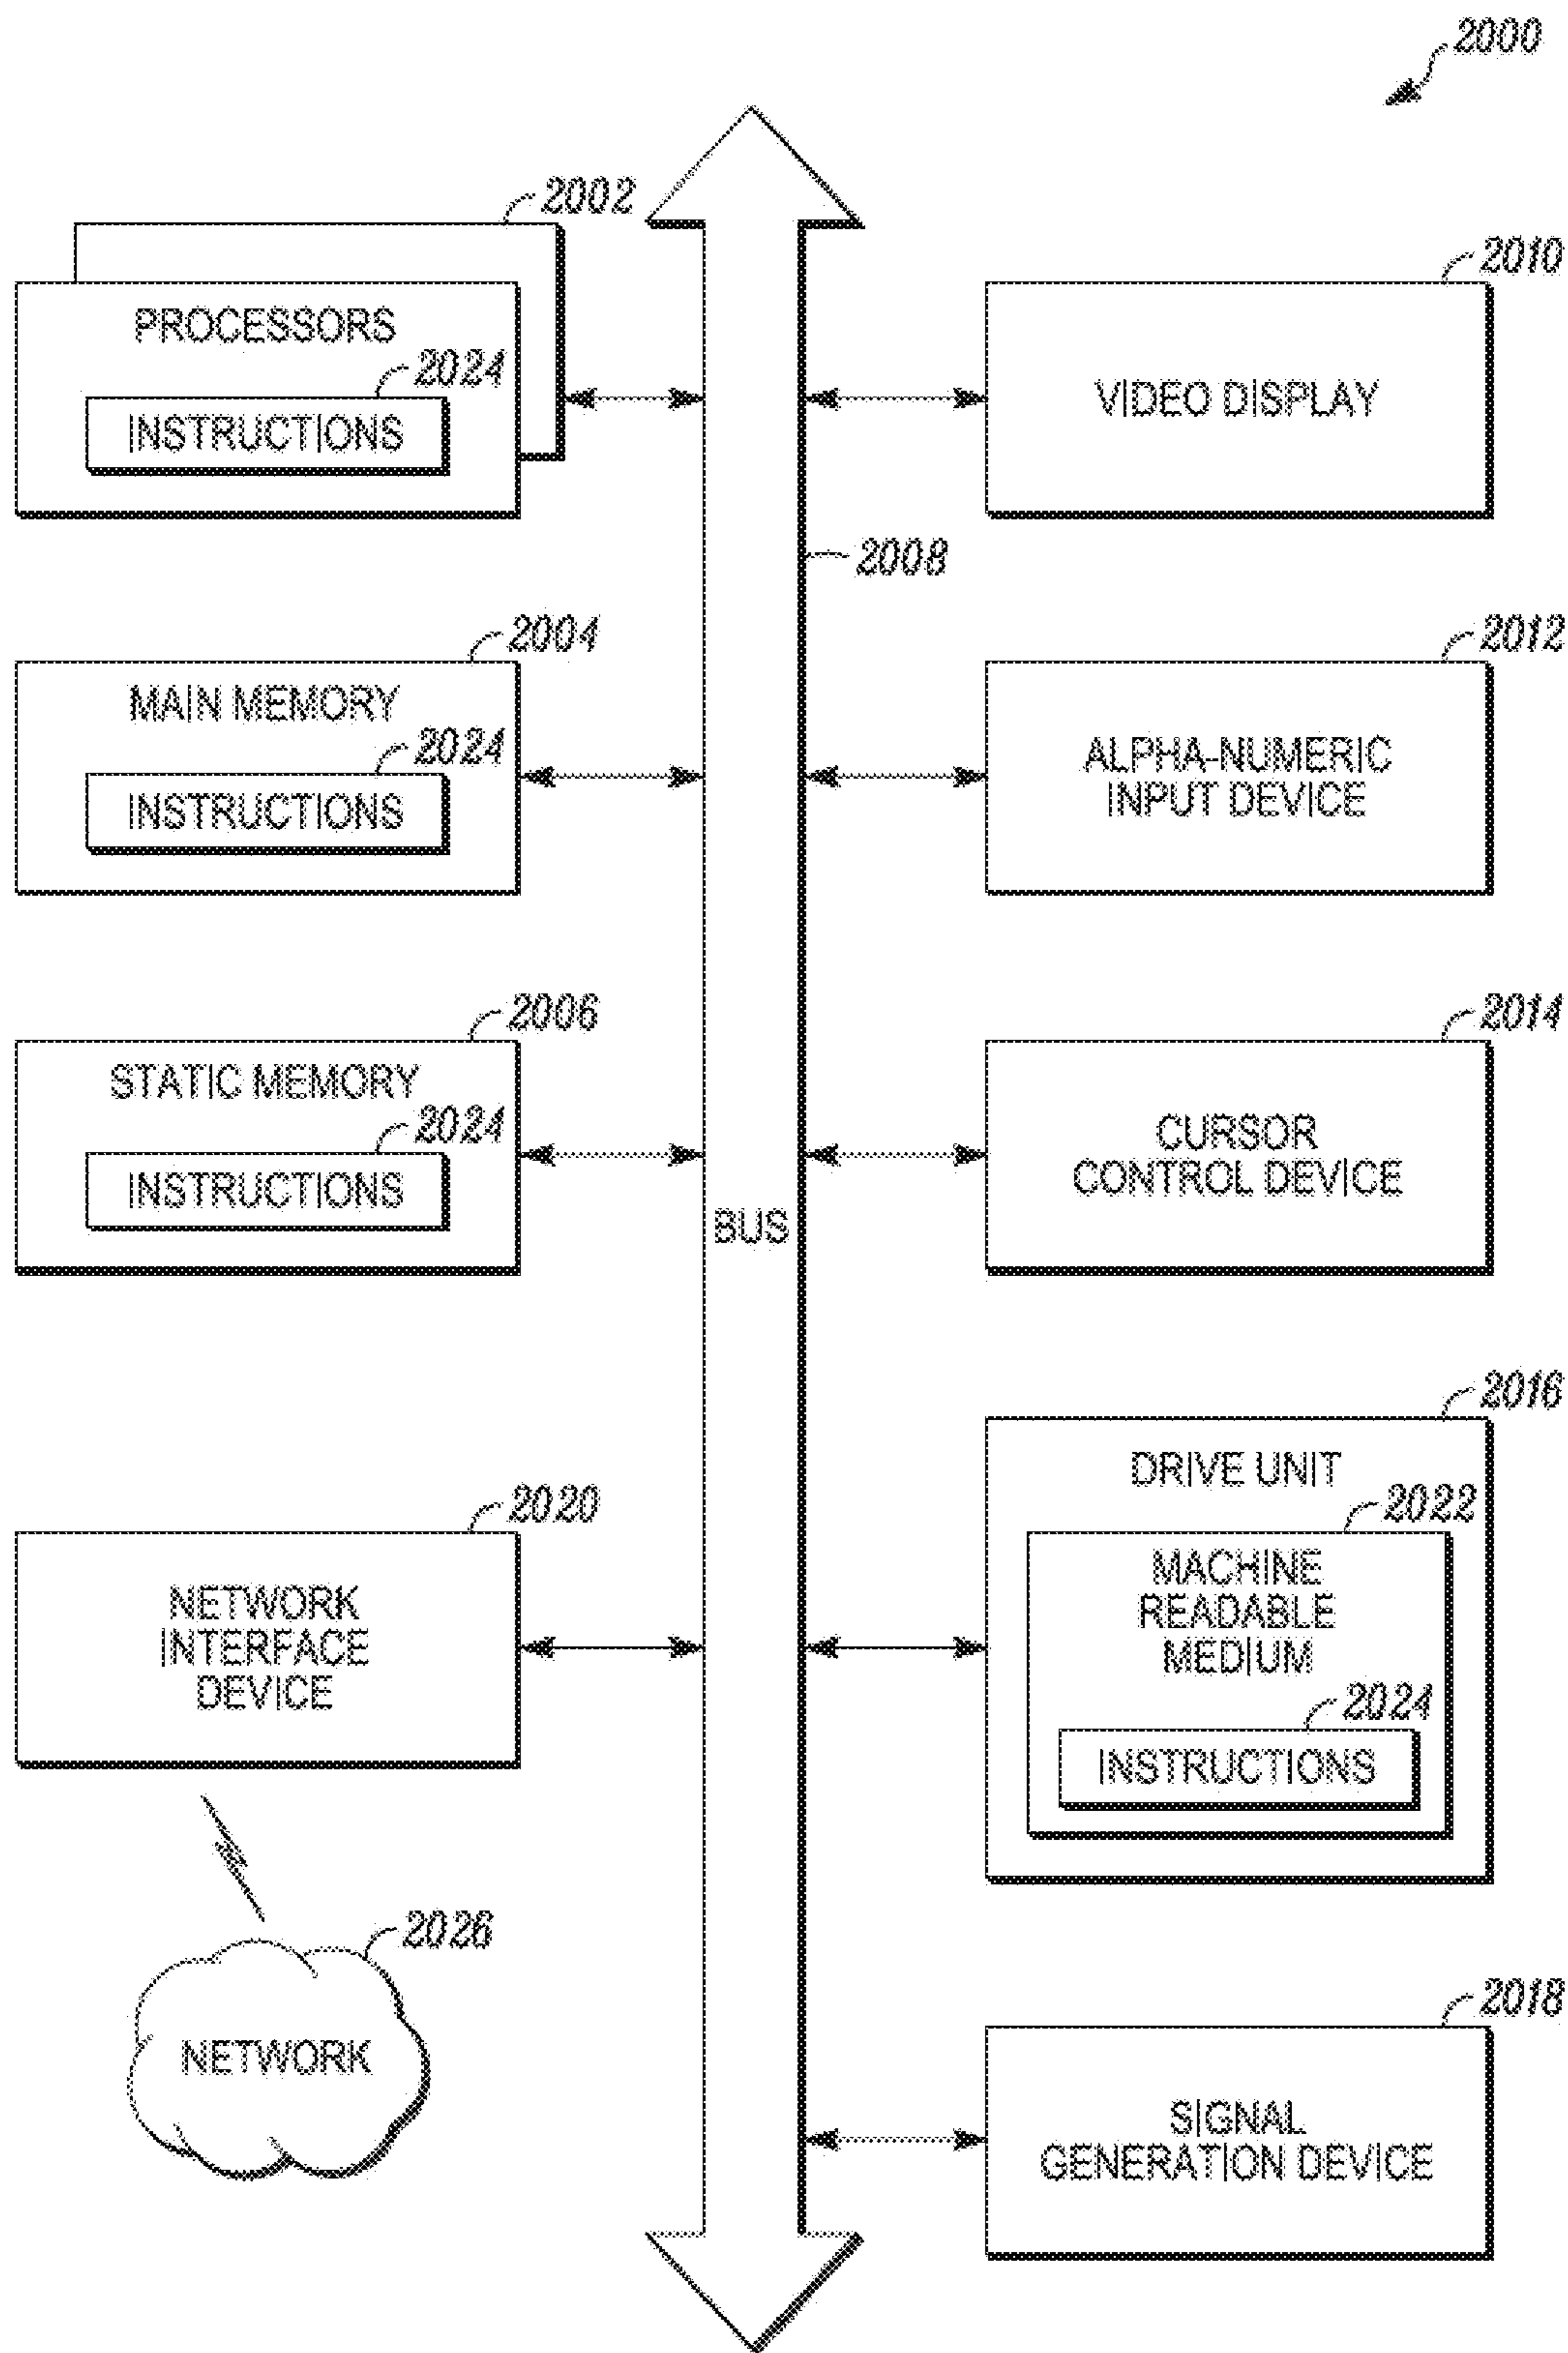 2000
2002
PROCESSORS
2024
INSTRUCTIONS
2004
MAIN MEMORY
2024
INSTRUCTIONS
2006
STATIC MEMORY
2024
INSTRUCTIONS
2020
NETWORK
INTERFACE
DEVICE
2026
NETWORK
2008
BUS
2010
VIDEO DISPLAY
2012
ALPHA-NUMERIC
INPUT DEVICE
2014
CURSOR
CONTROL DEVICE
2016
DRIVE UNIT
2022
MACHINE
READABLE
MEDIUM
2024
INSTRUCTIONS
2018
SIGNAL
GENERATION DEVICE